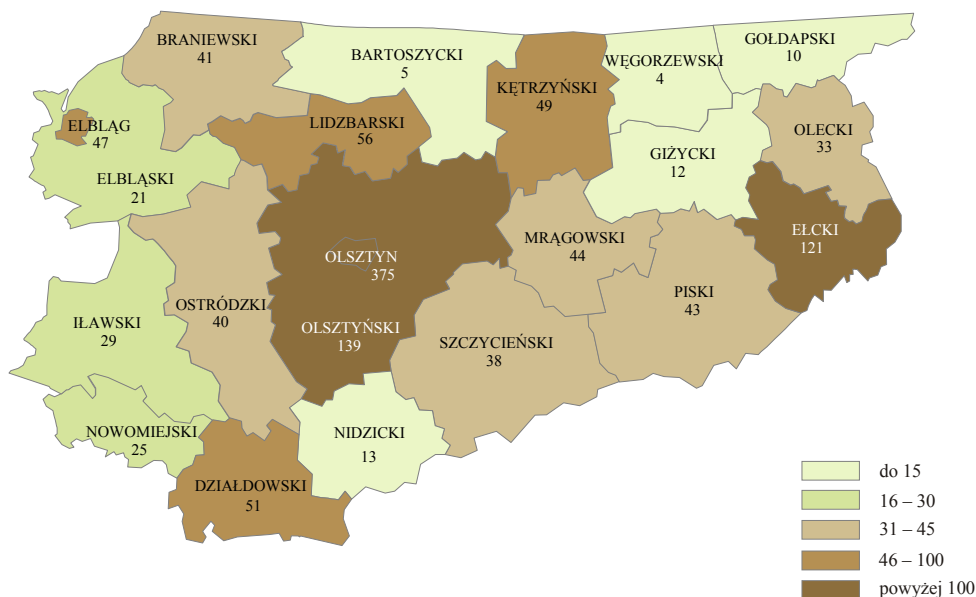 BRANIEWSKI
41
BARTOSZYCKI
5
KĘTRZYŃSKI
49
WĘGORZEWSKI
4
GOŁDAPSKI
10
ELBLĄG
47
LIDZBARSKI
56
OLECKI
33
GIŻYCKI
12
ELBLĄSKI
21
EŁCKI
121
MRĄGOWSKI
44
OLSZTYN
375
OSTRÓDZKI
40
PISKI
43
IŁAWSKI
29
OLSZTYŃSKI
139
SZCZYCIEŃSKI
38
NOWOMIEJSKI
25
NIDZICKI
13
DZIAŁDOWSKI
51
do 15
16 – 30
31 – 45
46 – 100
powyżej 100